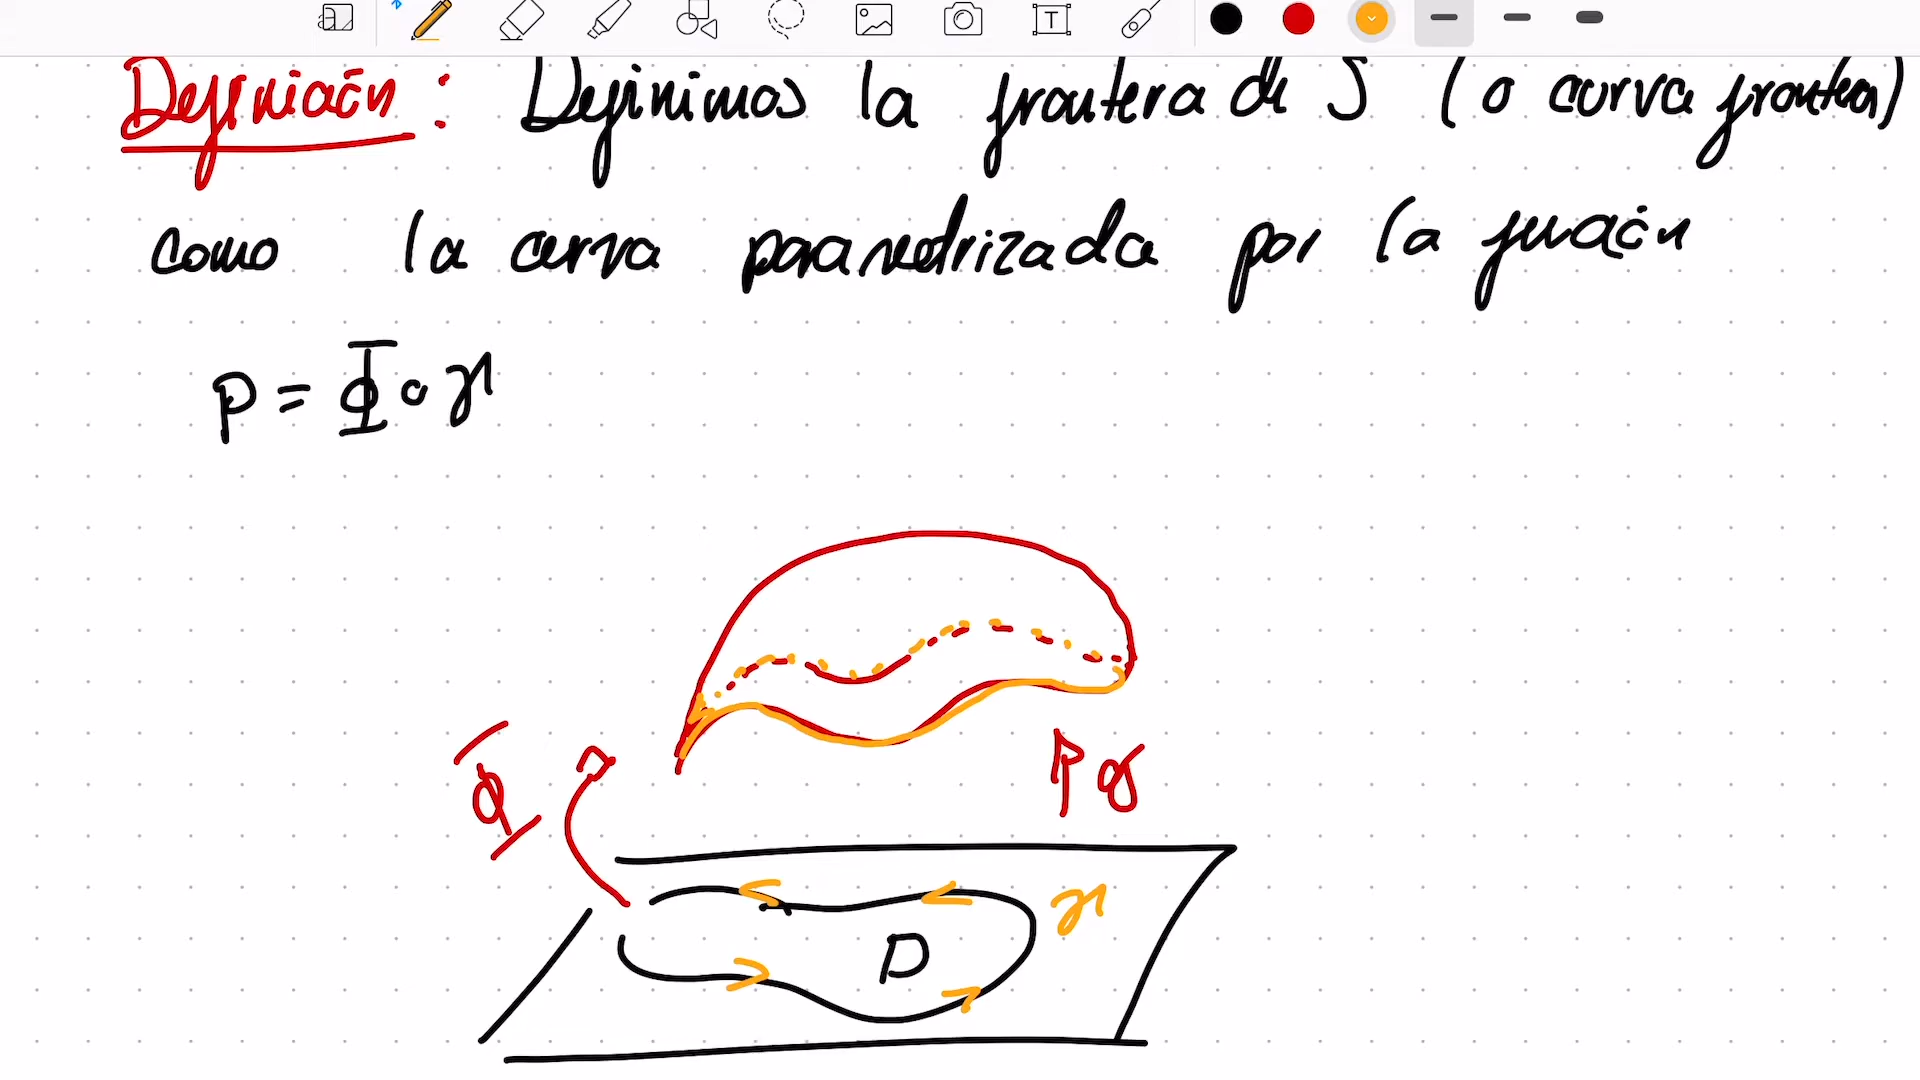 Definición: Definimos la frontera de S (o curva frontera)
como la curva parametrizada por la función
p = Φ ∘ γ
Φ
D
γ